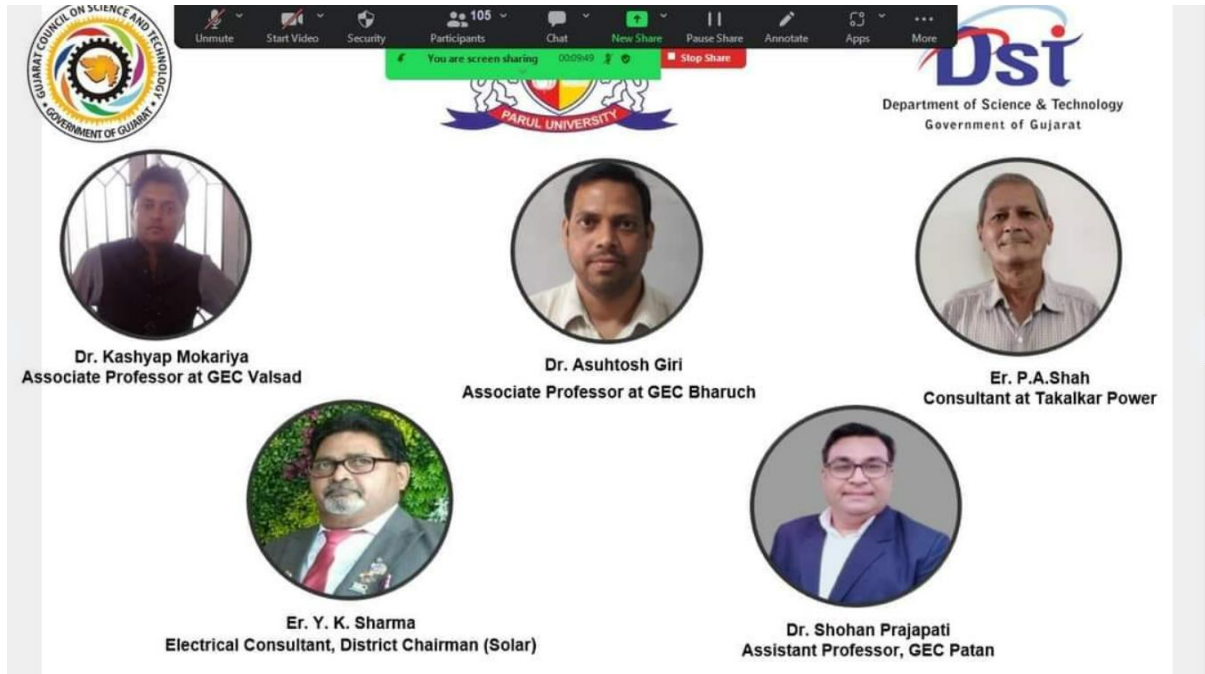 GUJARAT COUNCIL ON SCIENCE AND TECHNOLOGY
GOVERNMENT OF GUJARAT
105
Unmute
Start Video
Security
Participants
Chat
New Share
Pause Share
Annotate
Apps
More
You are screen sharing
00:09:49
Stop Share
PARUL UNIVERSITY
Dst
Department of Science & Technology
Government of Gujarat
Dr. Kashyap Mokariya
Associate Professor at GEC Valsad
Dr. Asuhtosh Giri
Associate Professor at GEC Bharuch
Er. P.A.Shah
Consultant at Takalkar Power
Er. Y. K. Sharma
Electrical Consultant, District Chairman (Solar)
Dr. Shohan Prajapati
Assistant Professor, GEC Patan